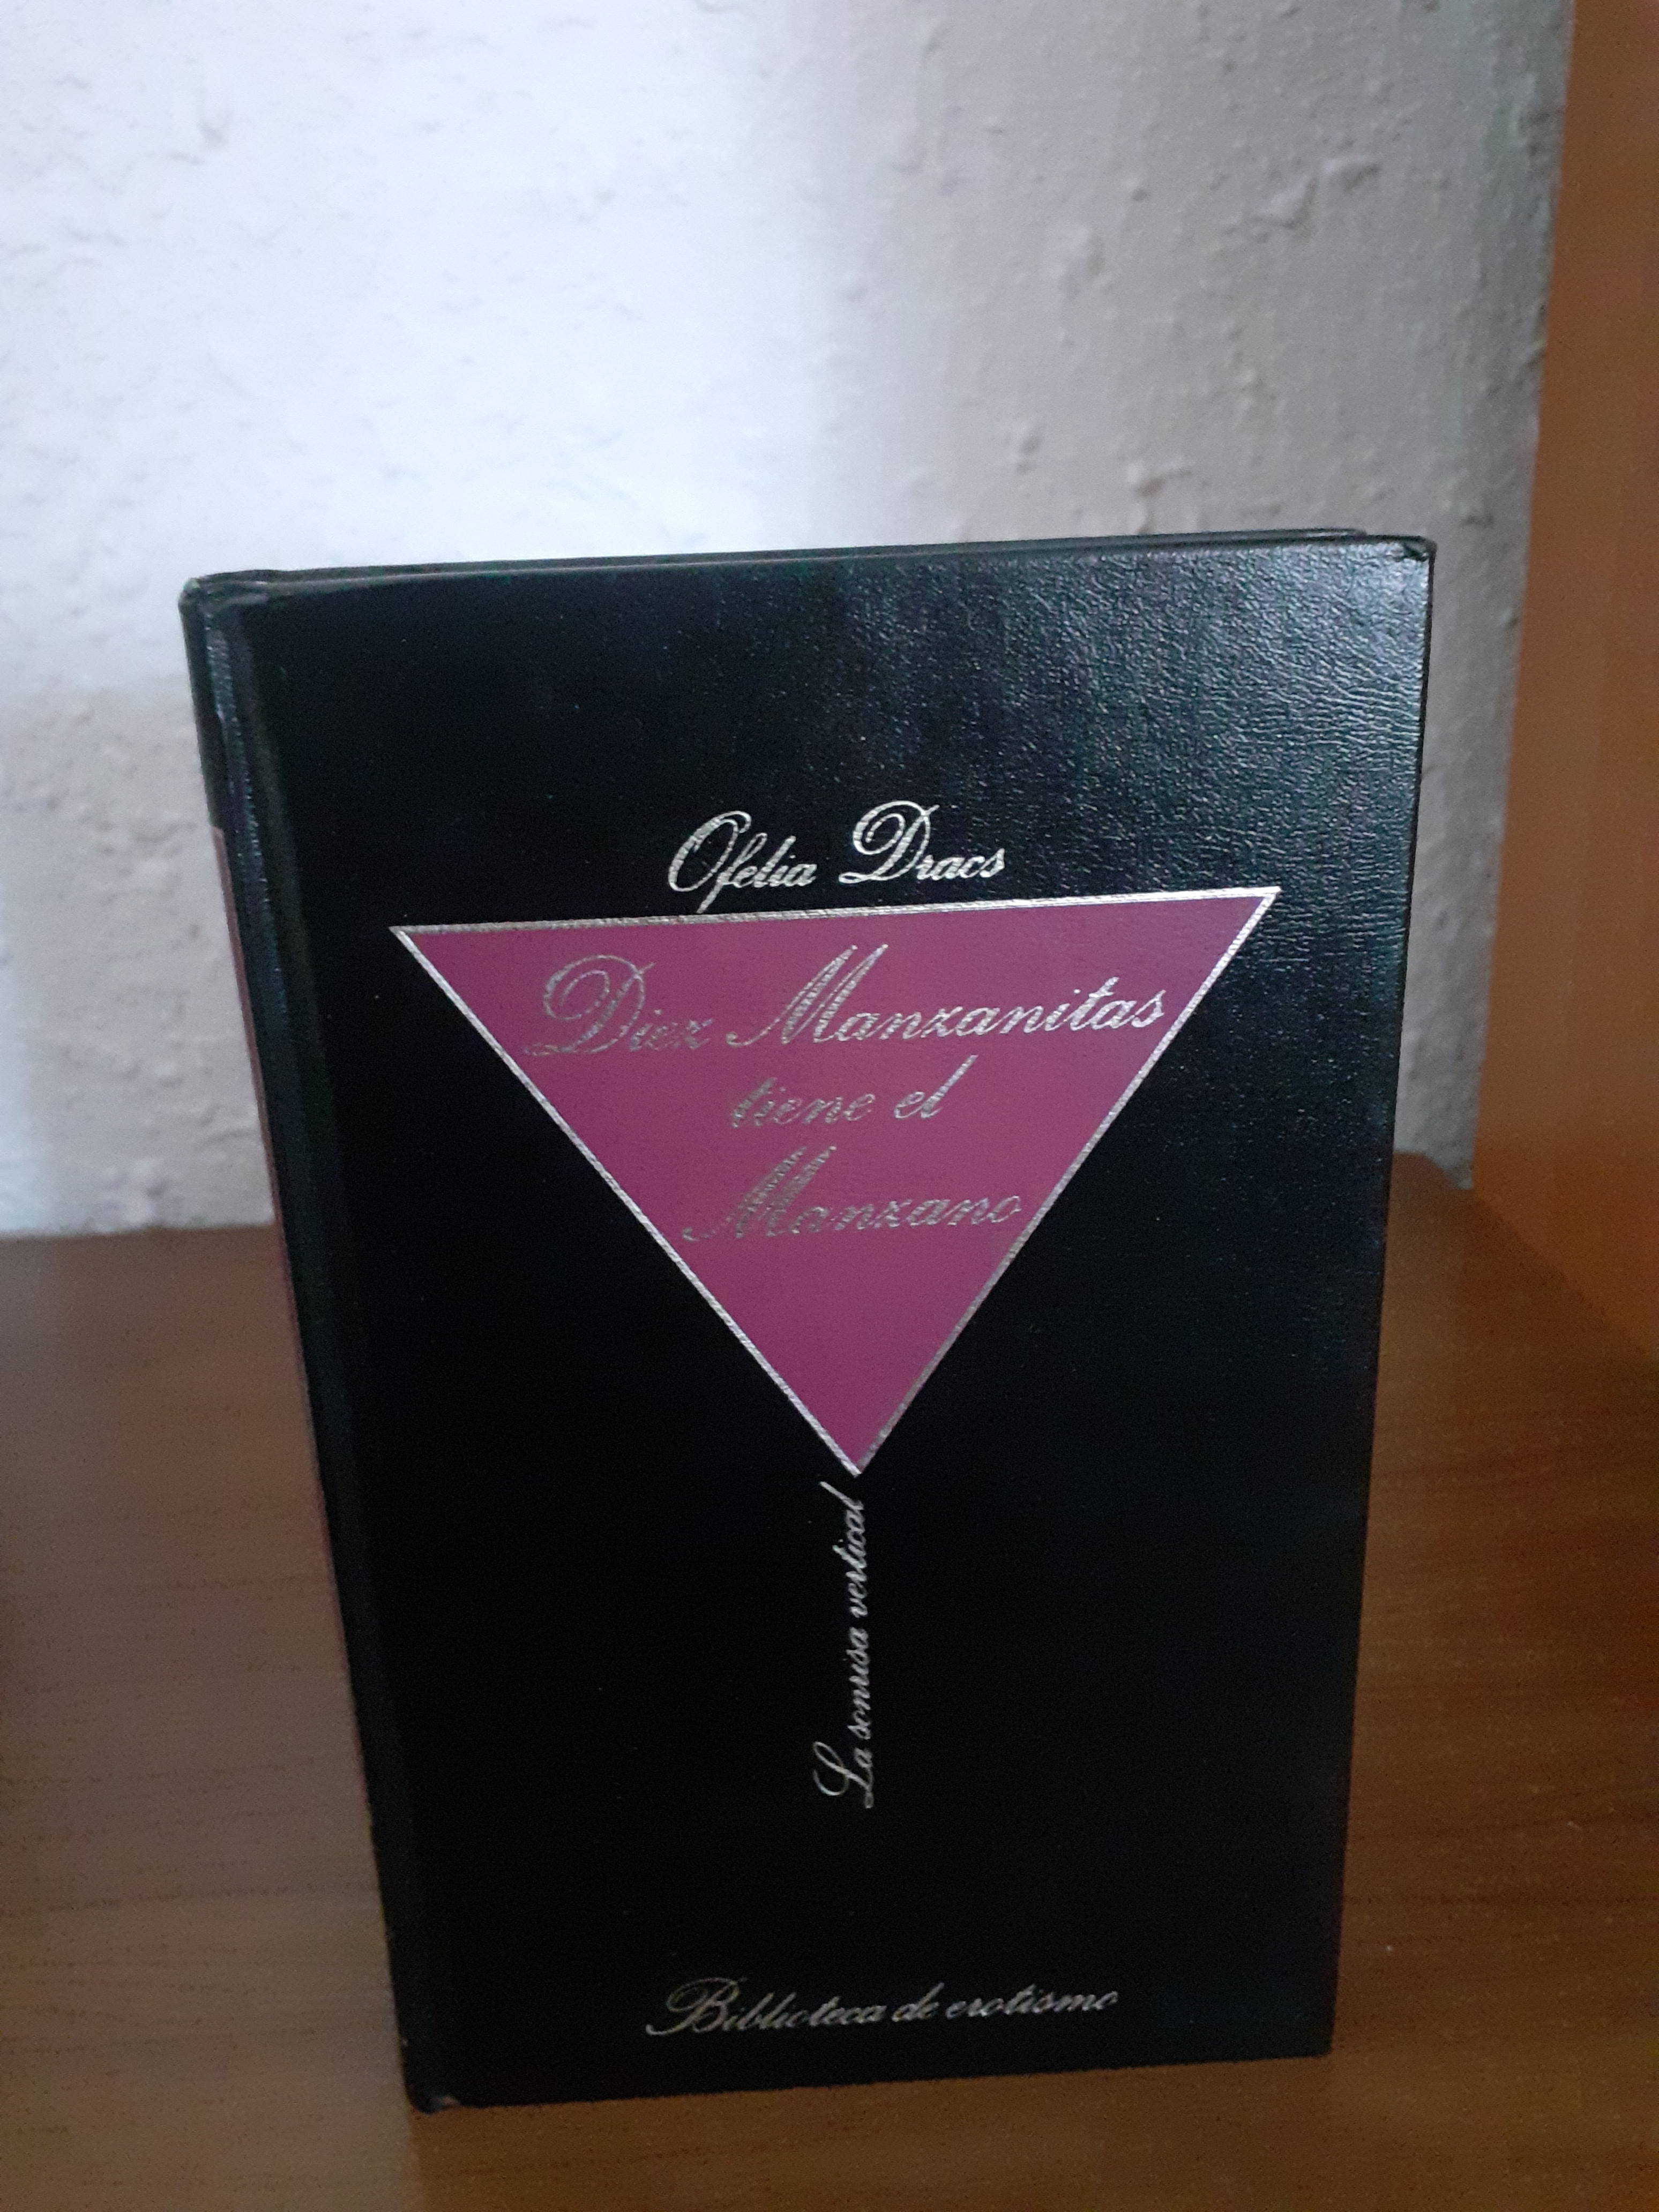 Ofelia Dracs
Diez Manzanitas
tiene el
Manzano
La sonrisa vertical
Biblioteca de erotismo